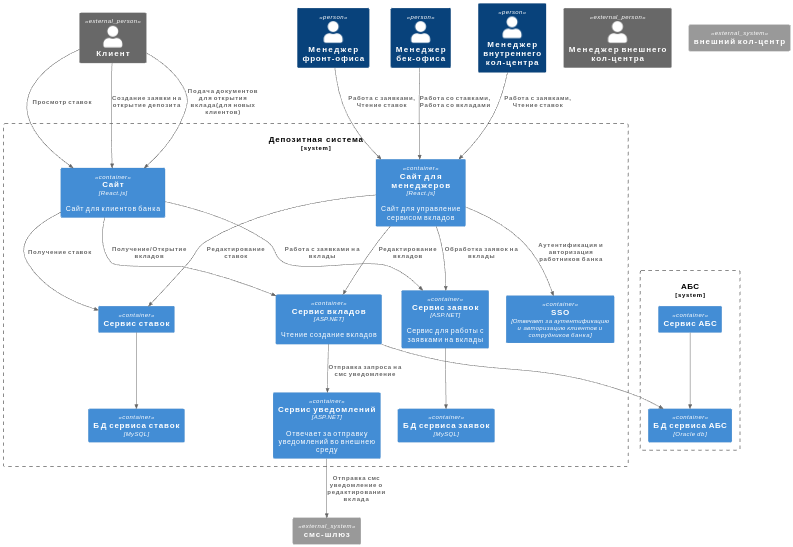 «external_person»
Клиент
«person»
Менеджер
фронт-офиса
«person»
Менеджер
бек-офиса
«person»
Менеджер
внутреннего
кол-центра
«external_person»
Менеджер внешнего
кол-центра
«external_system»
внешний кол-центр
Просмотр ставок
Создание заявки на
открытие депозита
Подача документов
для открытия
вклада(для новых
клиентов)
Работа с заявками,
Чтение ставок
Работа со ставками,
Работа со вкладами
Работа с заявками,
Чтение ставок
Депозитная система
[system]
«container»
Сайт
[React.js]
Сайт для клиентов банка
«container»
Сайт для
менеджеров
[React.js]
Сайт для управление
сервисом вкладов
Получение ставок
Получение/Открытие
вкладов
Редактирование
ставок
Работа с заявками на
вклады
Редактирование
вкладов
Обработка заявок на
вклады
Аутентификация и
авторизация
работников банка
АБС
[system]
«container»
Сервис ставок
«container»
Сервис вкладов
[ASP.NET]
Чтение создание вкладов
«container»
Сервис заявок
[ASP.NET]
Сервис для работы с
заявками на вклады
«container»
SSO
[Отвечает за аутентификацию
и авторизацию клиентов и
сотрудников банка]
«container»
Сервис АБС
Отправка запроса на
смс уведомление
«container»
БД сервиса ставок
[MySQL]
«container»
Сервис уведомлений
[ASP.NET]
Отвечает за отправку
уведомлений во внешнею
среду
«container»
БД сервиса заявок
[MySQL]
«container»
БД сервиса АБС
[Oracle db]
Отправка смс
уведомление о
редактировании
вклада
«external_system»
смс-шлюз